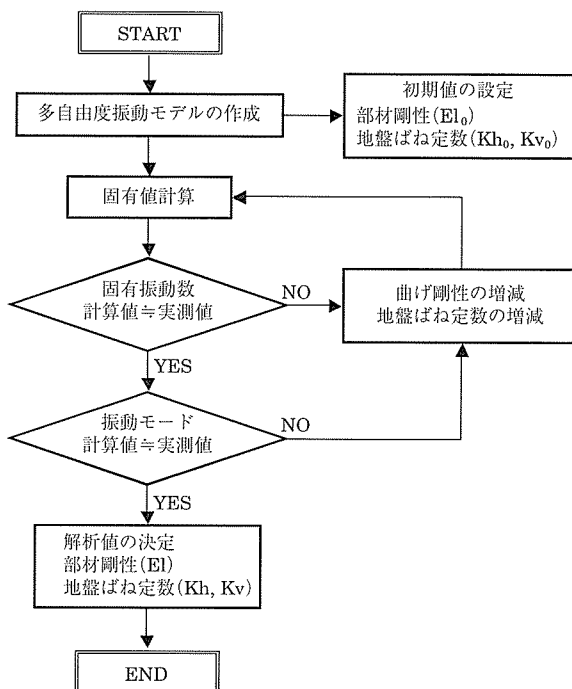 START
多自由度振動モデルの作成
初期値の設定
部材剛性(El₀)
地盤ばね定数(Kh₀, Kv₀)
固有値計算
固有振動数
計算値≒実測値
NO
曲げ剛性の増減
地盤ばね定数の増減
YES
振動モード
計算値≒実測値
NO
YES
解析値の決定
部材剛性(El)
地盤ばね定数(Kh, Kv)
END